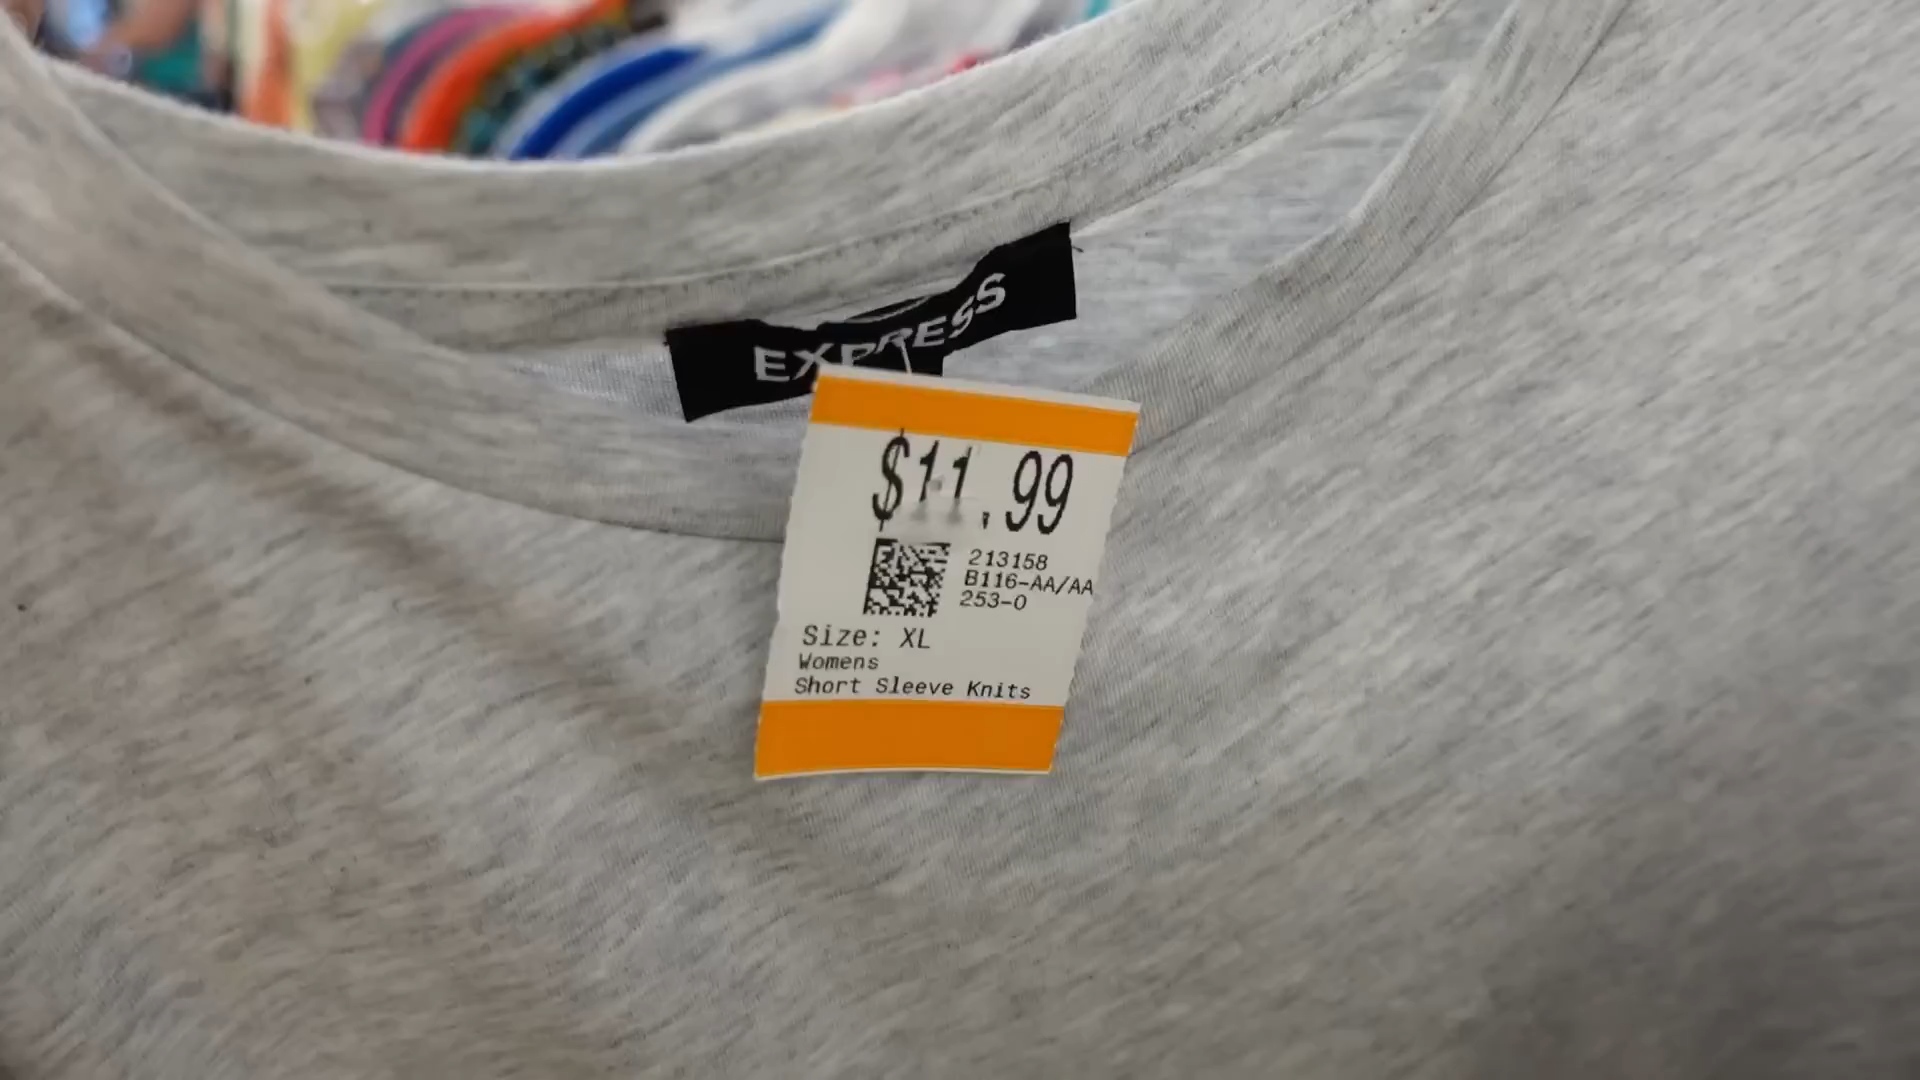 EXPRESS
$11.99
213158
B116-AA/AA
253-0
Size: XL
Womens
Short Sleeve Knits